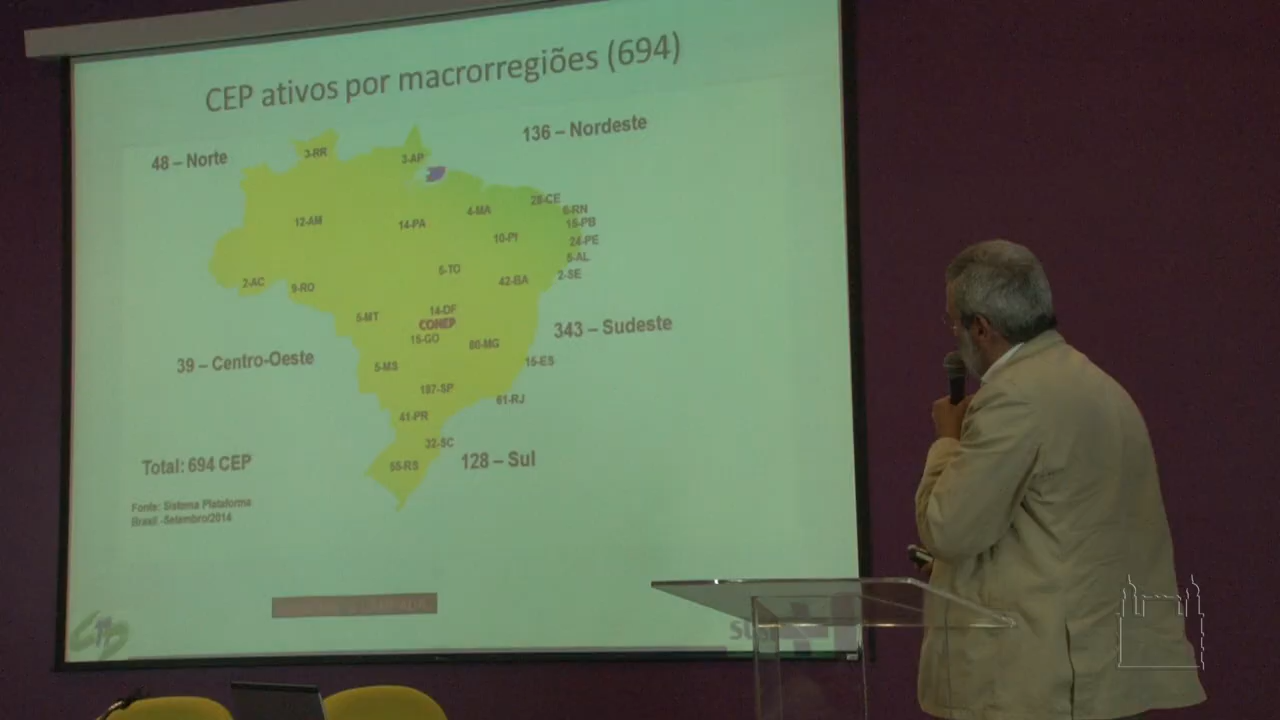 CEP ativos por macrorregiões (694)
136 – Nordeste
48 – Norte
3-RR
3-AP
28-CE
4-MA
6-RN
12-AM
14-PA
16-PB
10-PI
24-PE
5-AL
5-TO
2-SE
2-AC
9-RO
42-BA
5-MT
14-DF
CONEP
343 – Sudeste
15-GO
80-MG
39 – Centro-Oeste
5-MS
15-ES
187-SP
61-RJ
41-PR
32-SC
Total: 694 CEP
55-RS
128 – Sul
Fonte: Sistema Plataforma
Brasil -Setembro/2014